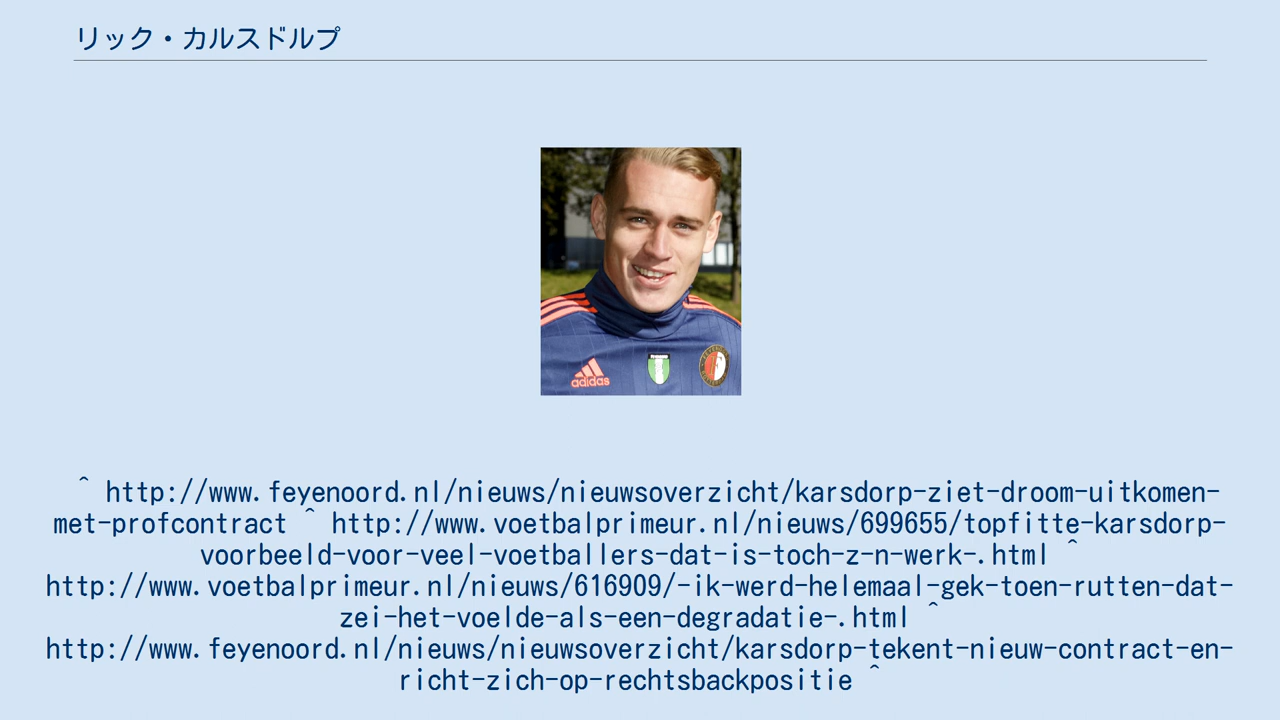 リック・カルスドルプ
adidas
^ http://www.feyenoord.nl/nieuws/nieuwsoverzicht/karsdorp-ziet-droom-uitkomen-
met-profcontract ^ http://www.voetbalprimeur.nl/nieuws/699655/topfitte-karsdorp-
voorbeeld-voor-veel-voetballers-dat-is-toch-z-n-werk-.html ^
http://www.voetbalprimeur.nl/nieuws/616909/-ik-werd-helemaal-gek-toen-rutten-dat-
zei-het-voelde-als-een-degradatie-.html ^
http://www.feyenoord.nl/nieuws/nieuwsoverzicht/karsdorp-tekent-nieuw-contract-en-
richt-zich-op-rechtsbackpositie ^